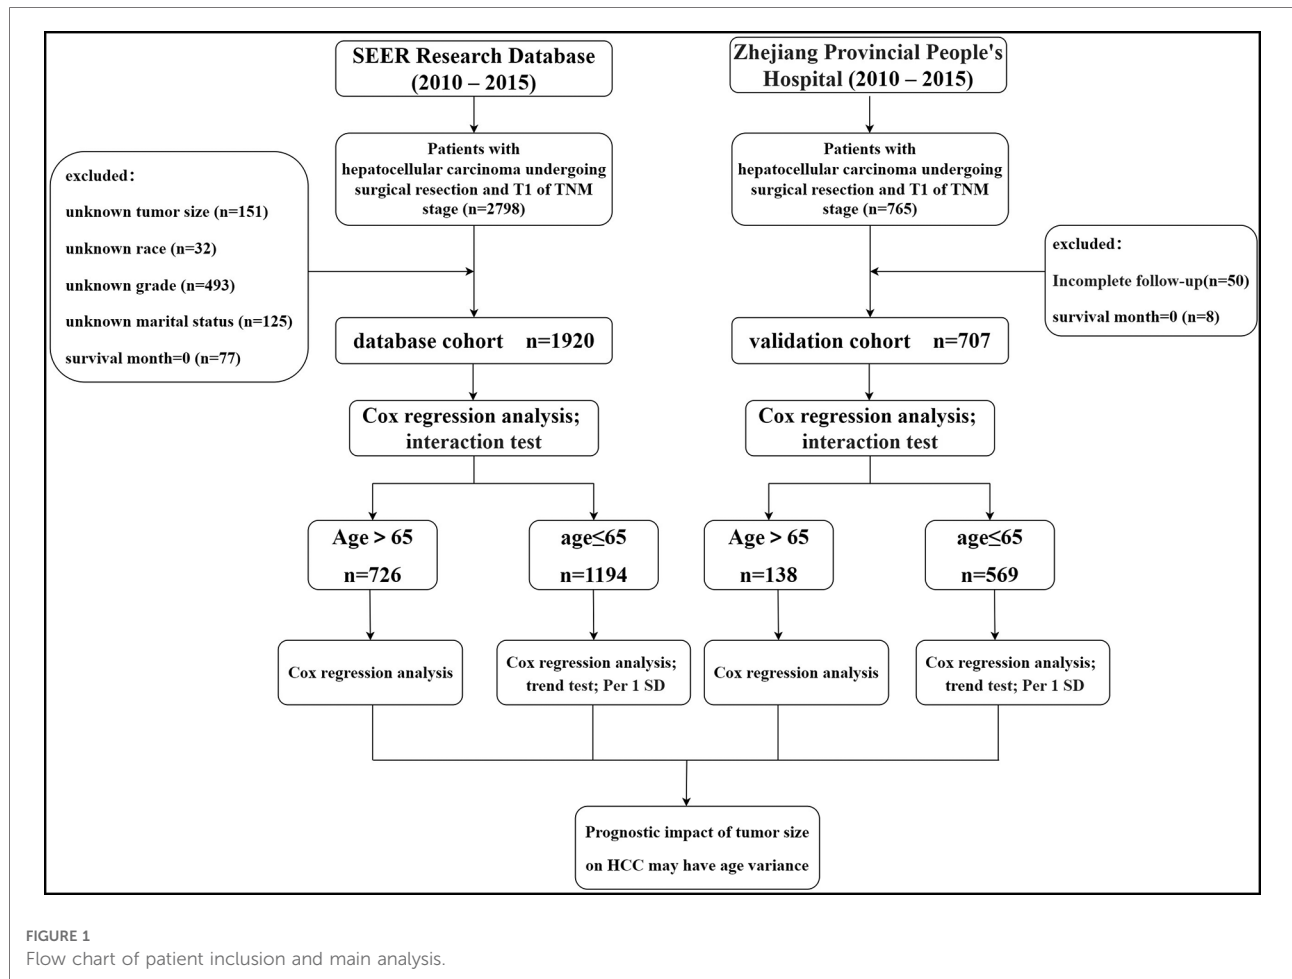 SEER Research Database
(2010 – 2015)
Zhejiang Provincial People's
Hospital (2010 – 2015)
Patients with
hepatocellular carcinoma undergoing
surgical resection and T1 of TNM
stage (n=2798)
Patients with
hepatocellular carcinoma undergoing
surgical resection and T1 of TNM
stage (n=765)
excluded:
unknown tumor size (n=151)
unknown race (n=32)
unknown grade (n=493)
unknown marital status (n=125)
survival month=0 (n=77)
excluded:
Incomplete follow-up(n=50)
survival month=0 (n=8)
database cohort n=1920
validation cohort n=707
Cox regression analysis;
interaction test
Cox regression analysis;
interaction test
Age > 65
n=726
age≤65
n=1194
Age > 65
n=138
age≤65
n=569
Cox regression analysis
Cox regression analysis;
trend test; Per 1 SD
Cox regression analysis
Cox regression analysis;
trend test; Per 1 SD
Prognostic impact of tumor size
on HCC may have age variance
FIGURE 1
Flow chart of patient inclusion and main analysis.